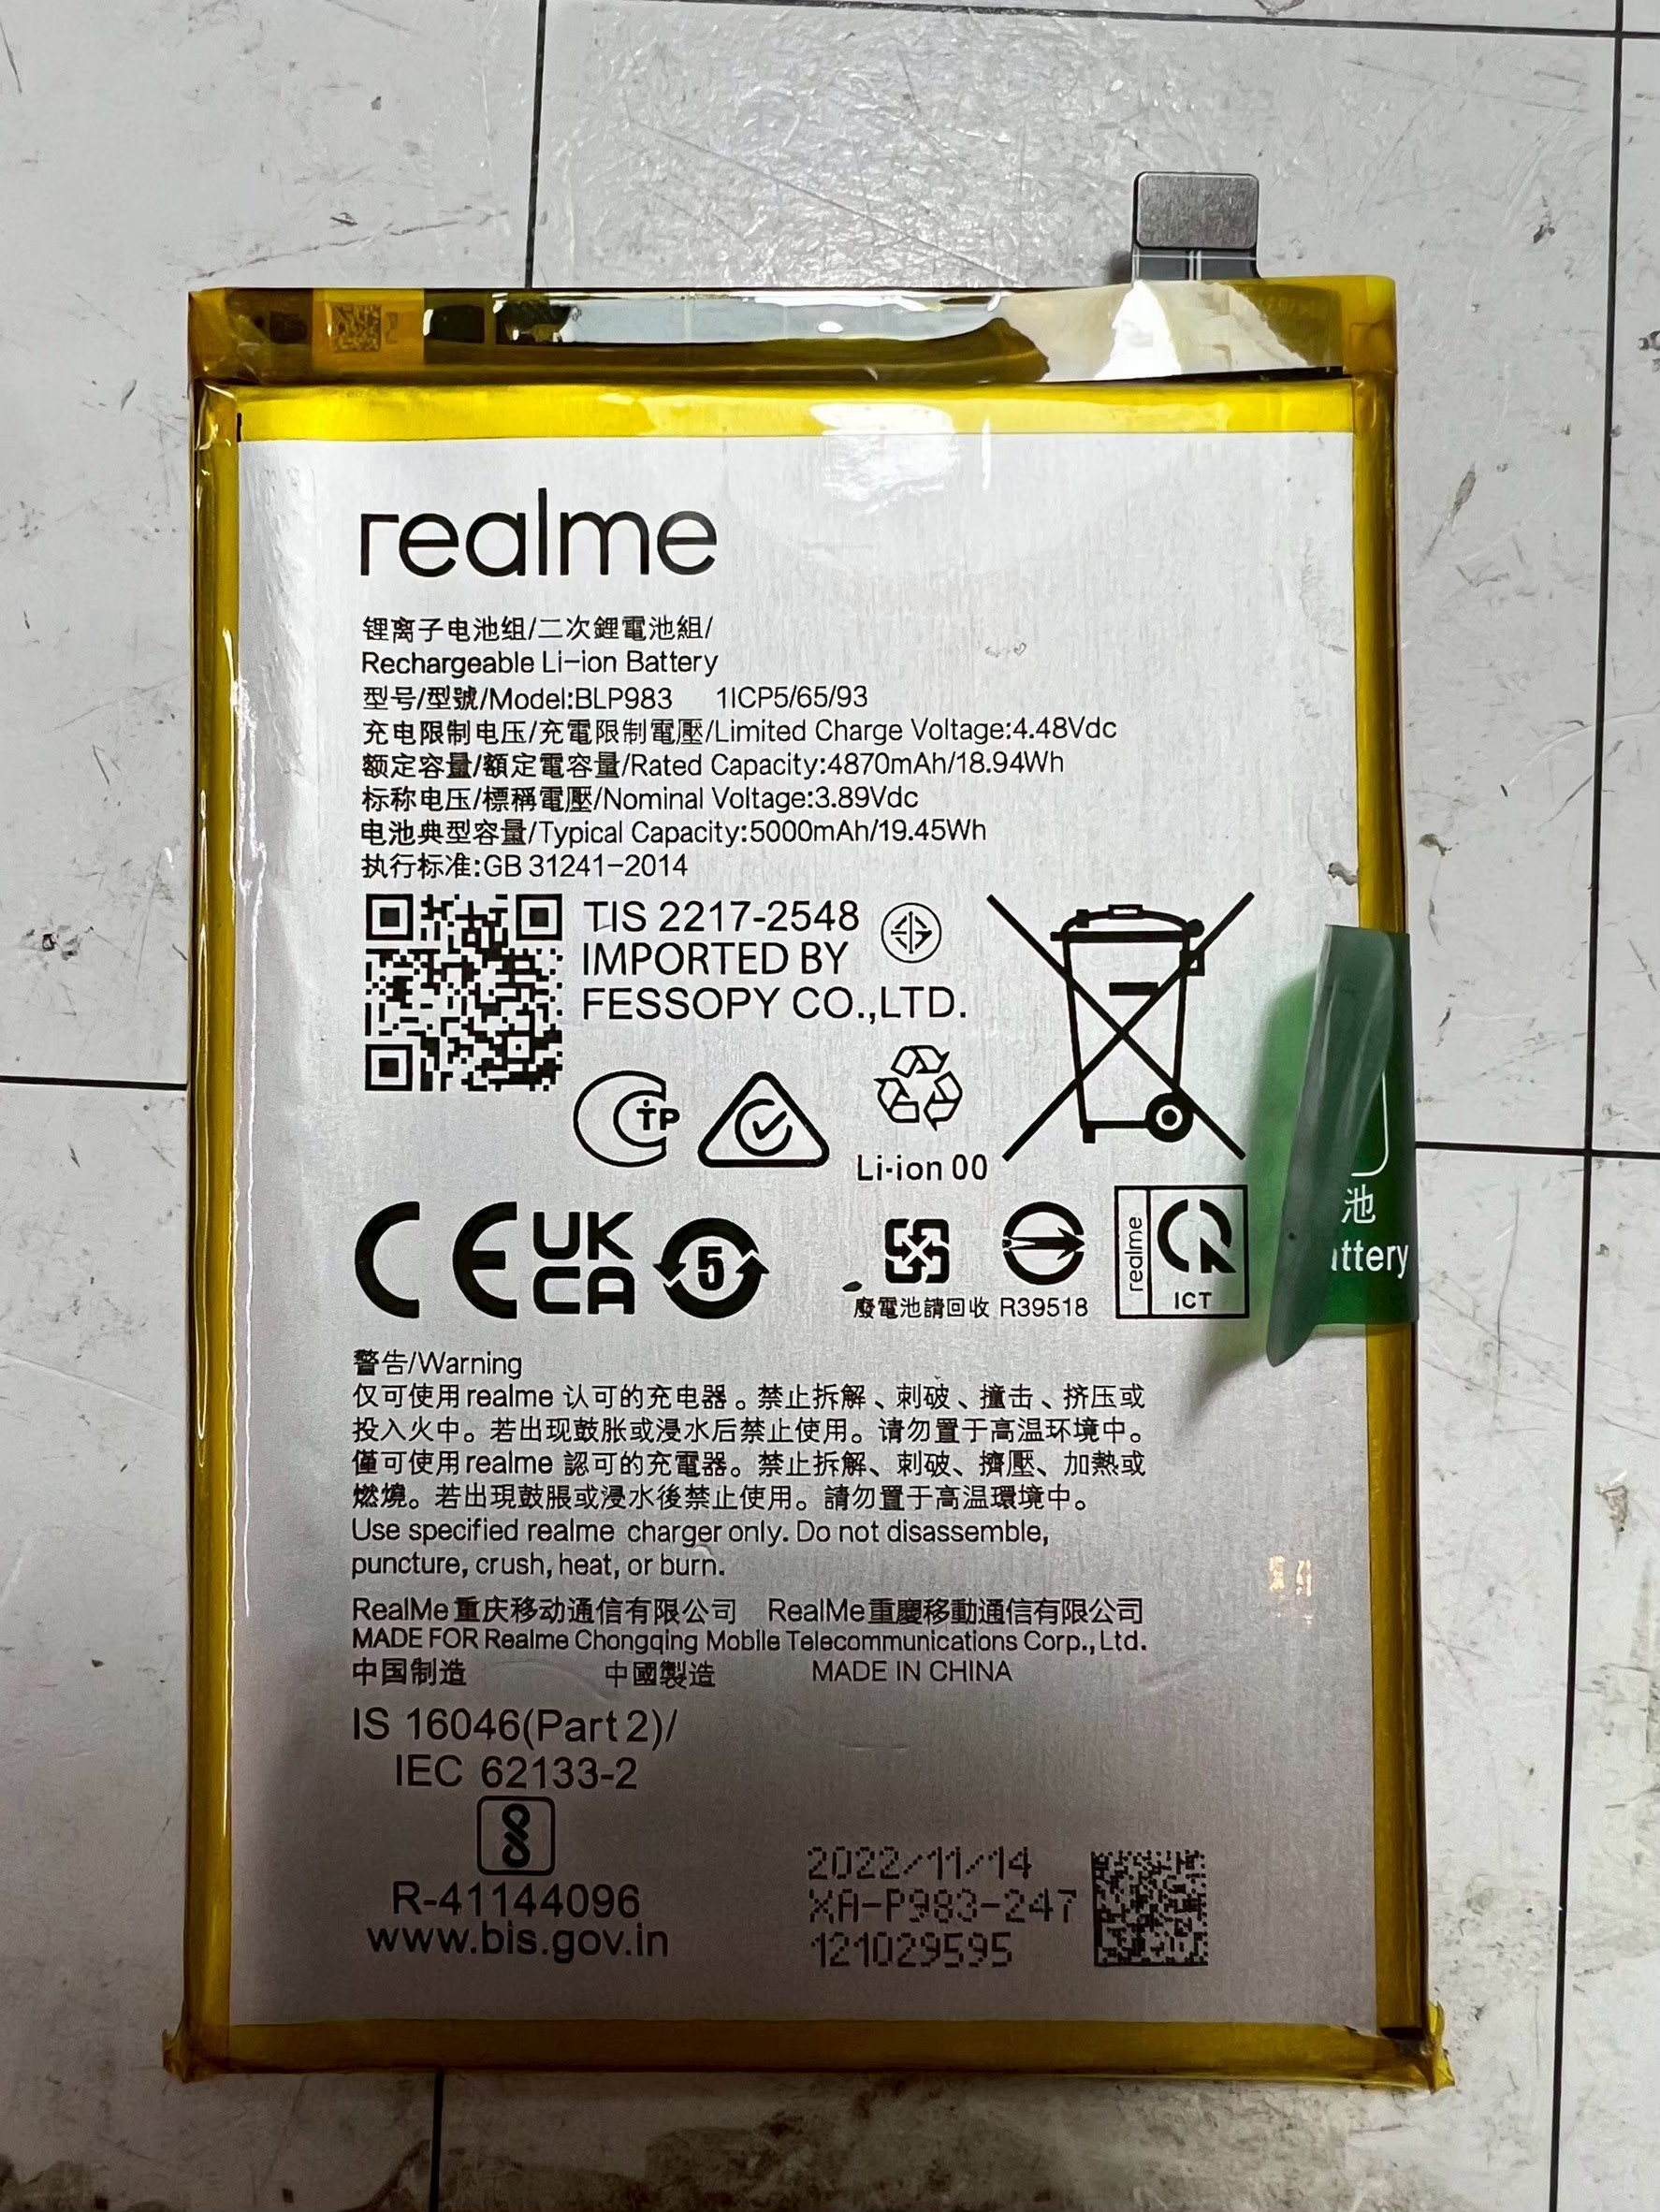 realme
锂离子电池组/二次鋰電池組/
Rechargeable Li-ion Battery
型号/型號/Model:BLP983 1ICP5/65/93
充电限制电压/充電限制電壓/Limited Charge Voltage:4.48Vdc
额定容量/額定電容量/Rated Capacity:4870mAh/18.94Wh
标称电压/標稱電壓/Nominal Voltage:3.89Vdc
电池典型容量/Typical Capacity:5000mAh/19.45Wh
执行标准:GB 31241-2014
TIS 2217-2548
IMPORTED BY
FESSOPY CO.,LTD.
TP
Li-ion 00
CE UK
CA
5
廢電池請回收 R39518
realme
ICT
池
ttery
警告/Warning
仅可使用 realme 认可的充电器。禁止拆解、刺破、撞击、挤压或
投入火中。若出现鼓胀或浸水后禁止使用。请勿置于高温环境中。
僅可使用 realme 認可的充電器。禁止拆解、刺破、擠壓、加熱或
燃燒。若出現鼓脹或浸水後禁止使用。請勿置于高温環境中。
Use specified realme charger only. Do not disassemble,
puncture, crush, heat, or burn.
RealMe重庆移动通信有限公司 RealMe重慶移動通信有限公司
MADE FOR Realme Chongqing Mobile Telecommunications Corp., Ltd.
中国制造 中國製造 MADE IN CHINA
IS 16046(Part 2)/
IEC 62133-2
R-41144096
www.bis.gov.in
2022/11/14
XA-P983-247
121029595